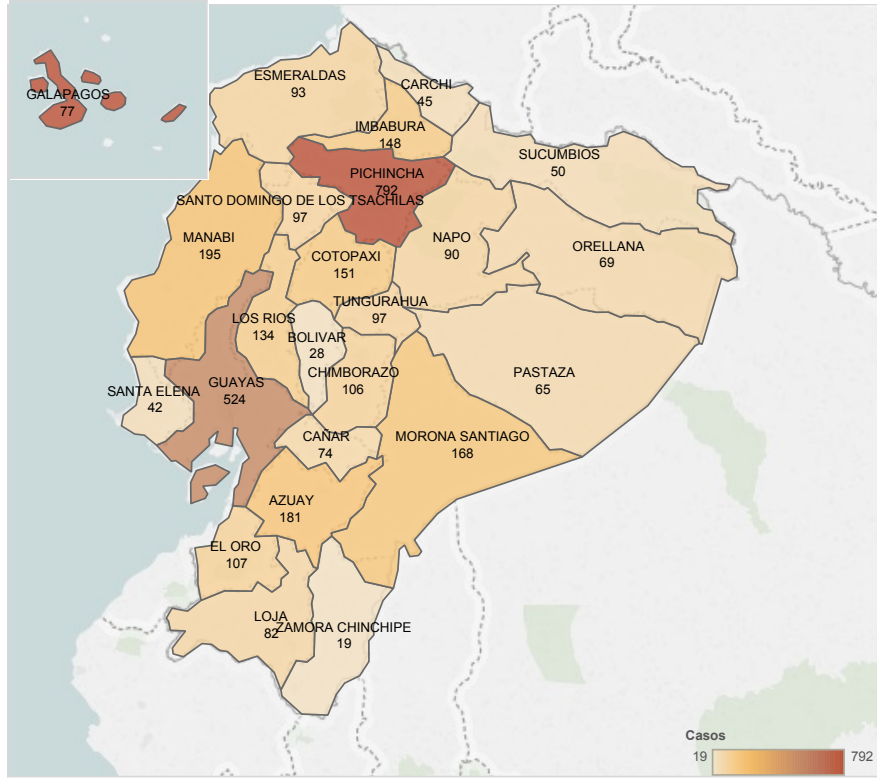 ESMERALDAS
93
CARCHI
45
GALÁPAGOS
77
IMBABURA
148
SUCUMBIOS
50
PICHINCHA
792
SANTO DOMINGO DE LOS TSACHILAS
97
MANABI
195
NAPO
90
ORELLANA
69
COTOPAXI
151
TUNGURAHUA
97
LOS RIOS
134
BOLIVAR
28
CHIMBORAZO
106
PASTAZA
65
SANTA ELENA
42
GUAYAS
524
CAÑAR
74
MORONA SANTIAGO
168
AZUAY
181
EL ORO
107
LOJA
82
ZAMORA CHINCHIPE
19
Casos
19 792